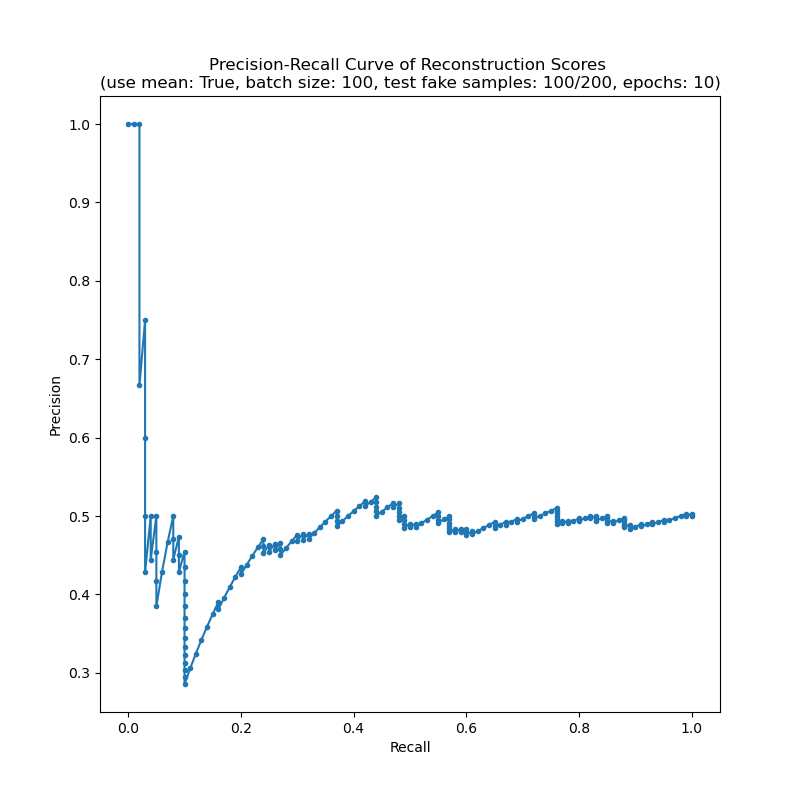 Precision-Recall Curve of Reconstruction Scores
(use mean: True, batch size: 100, test fake samples: 100/200, epochs: 10)
1.0
0.9
0.8
0.7
0.6
0.5
0.4
0.3
Precision
0.0 0.2 0.4 0.6 0.8 1.0
Recall